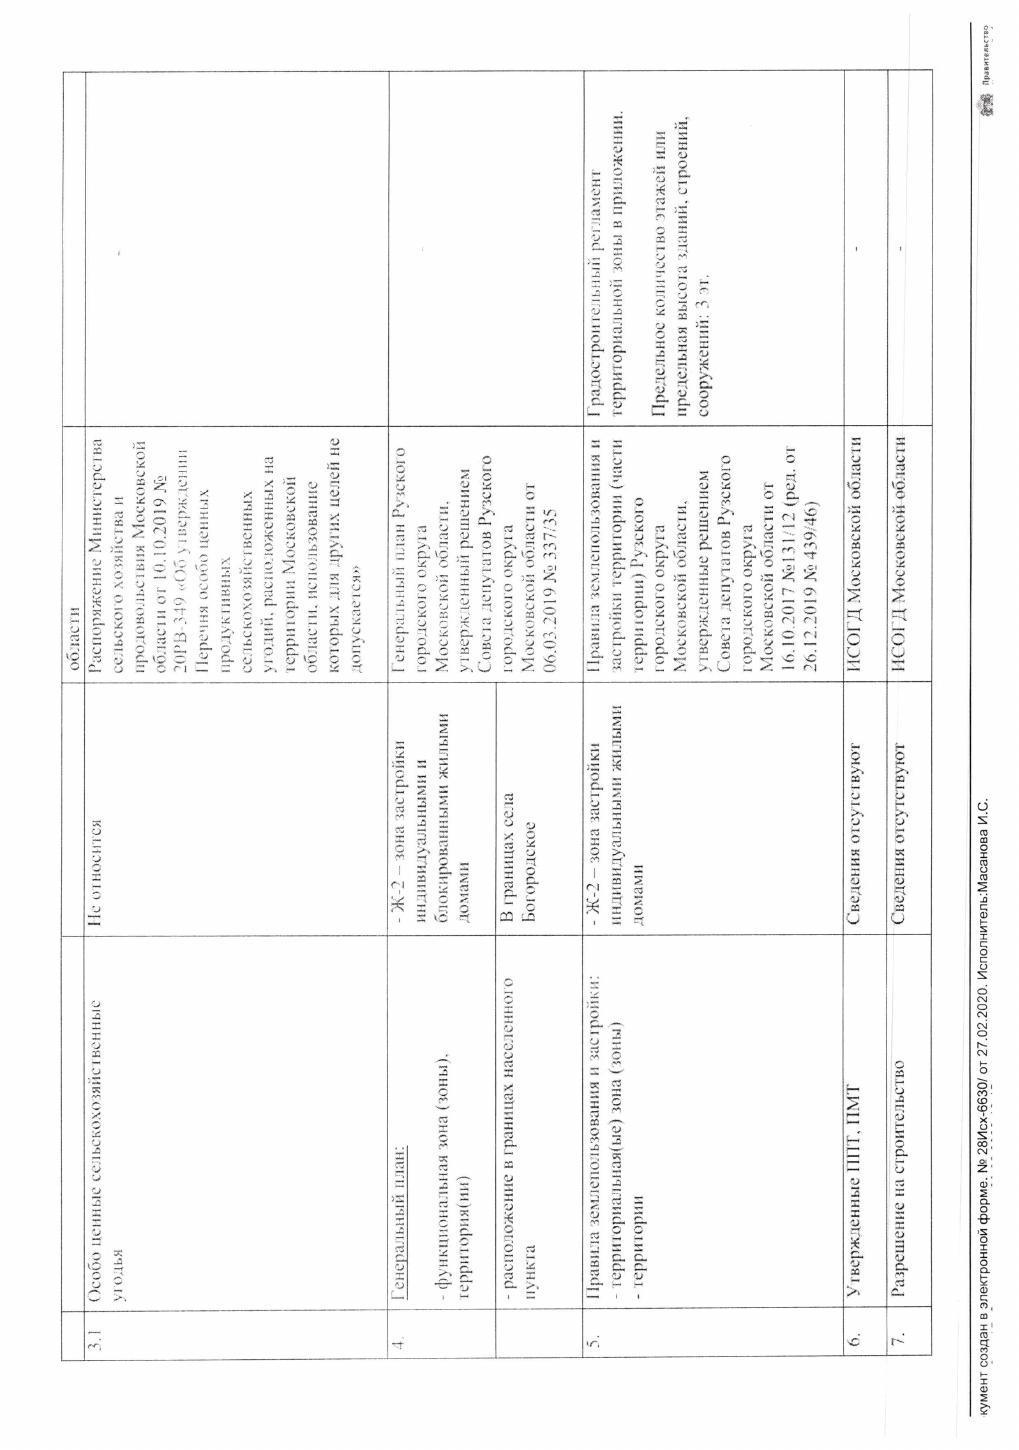 области
3.1
Особо ценные сельскохозяйственные
угодья
Не относится
Распоряжение Министерства
сельского хозяйства и
продовольствия Московской
области от 10.10.2019 №
20РВ-349 «Об утверждении
Перечня особо ценных
продуктивных
сельскохозяйственных
угодий, расположенных на
территории Московской
области, использование
которых для других целей не
допускается»
-
4.
Генеральный план:
- функциональная зона (зоны),
территория(ии)
- Ж-2 – зона застройки
индивидуальными и
блокированными жилыми
домами
Генеральный план Рузского
городского округа
Московской области,
утвержденный решением
Совета депутатов Рузского
городского округа
Московской области от
06.03.2019 № 337/35
-
- расположение в границах населенного
пункта
В границах села
Богородское
5.
Правила землепользования и застройки:
- территориальная(ые) зона (зоны)
- территории
- Ж-2 – зона застройки
индивидуальными жилыми
домами
Правила землепользования и
застройки территории (части
территории) Рузского
городского округа
Московской области,
утвержденные решением
Совета депутатов Рузского
городского округа
Московской области от
16.10.2017 №131/12 (ред. от
26.12.2019 № 439/46)
Градостроительный регламент
территориальной зоны в приложении.
Предельное количество этажей или
предельная высота зданий, строений,
сооружений: 3 эт.
6.
Утвержденные ППТ, ПМТ
Сведения отсутствуют
ИСОГД Московской области
-
7.
Разрешение на строительство
Сведения отсутствуют
ИСОГД Московской области
-
кумент создан в электронной форме. № 28Исх-6630/ от 27.02.2020. Исполнитель:Масанова И.С.
Правительство